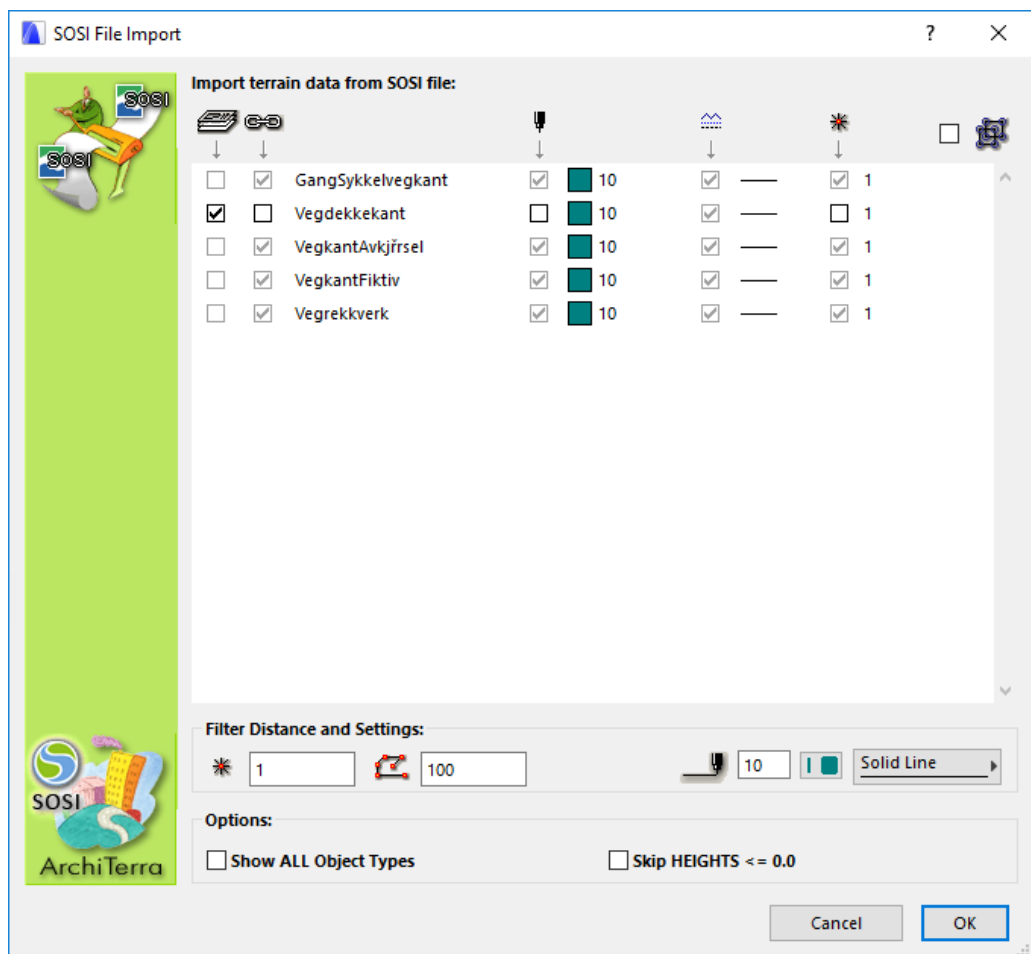 SOSI File Import
?
SOSI
SOSI
Import terrain data from SOSI file:
GangSykkelvegkant 10 1
Vegdekkekant 10 1
VegkantAvkjřrsel 10 1
VegkantFiktiv 10 1
Vegrekkverk 10 1
Filter Distance and Settings:
1 100 10 Solid Line
SOSI
ArchiTerra
Options:
Show ALL Object Types Skip HEIGHTS <= 0.0
Cancel OK